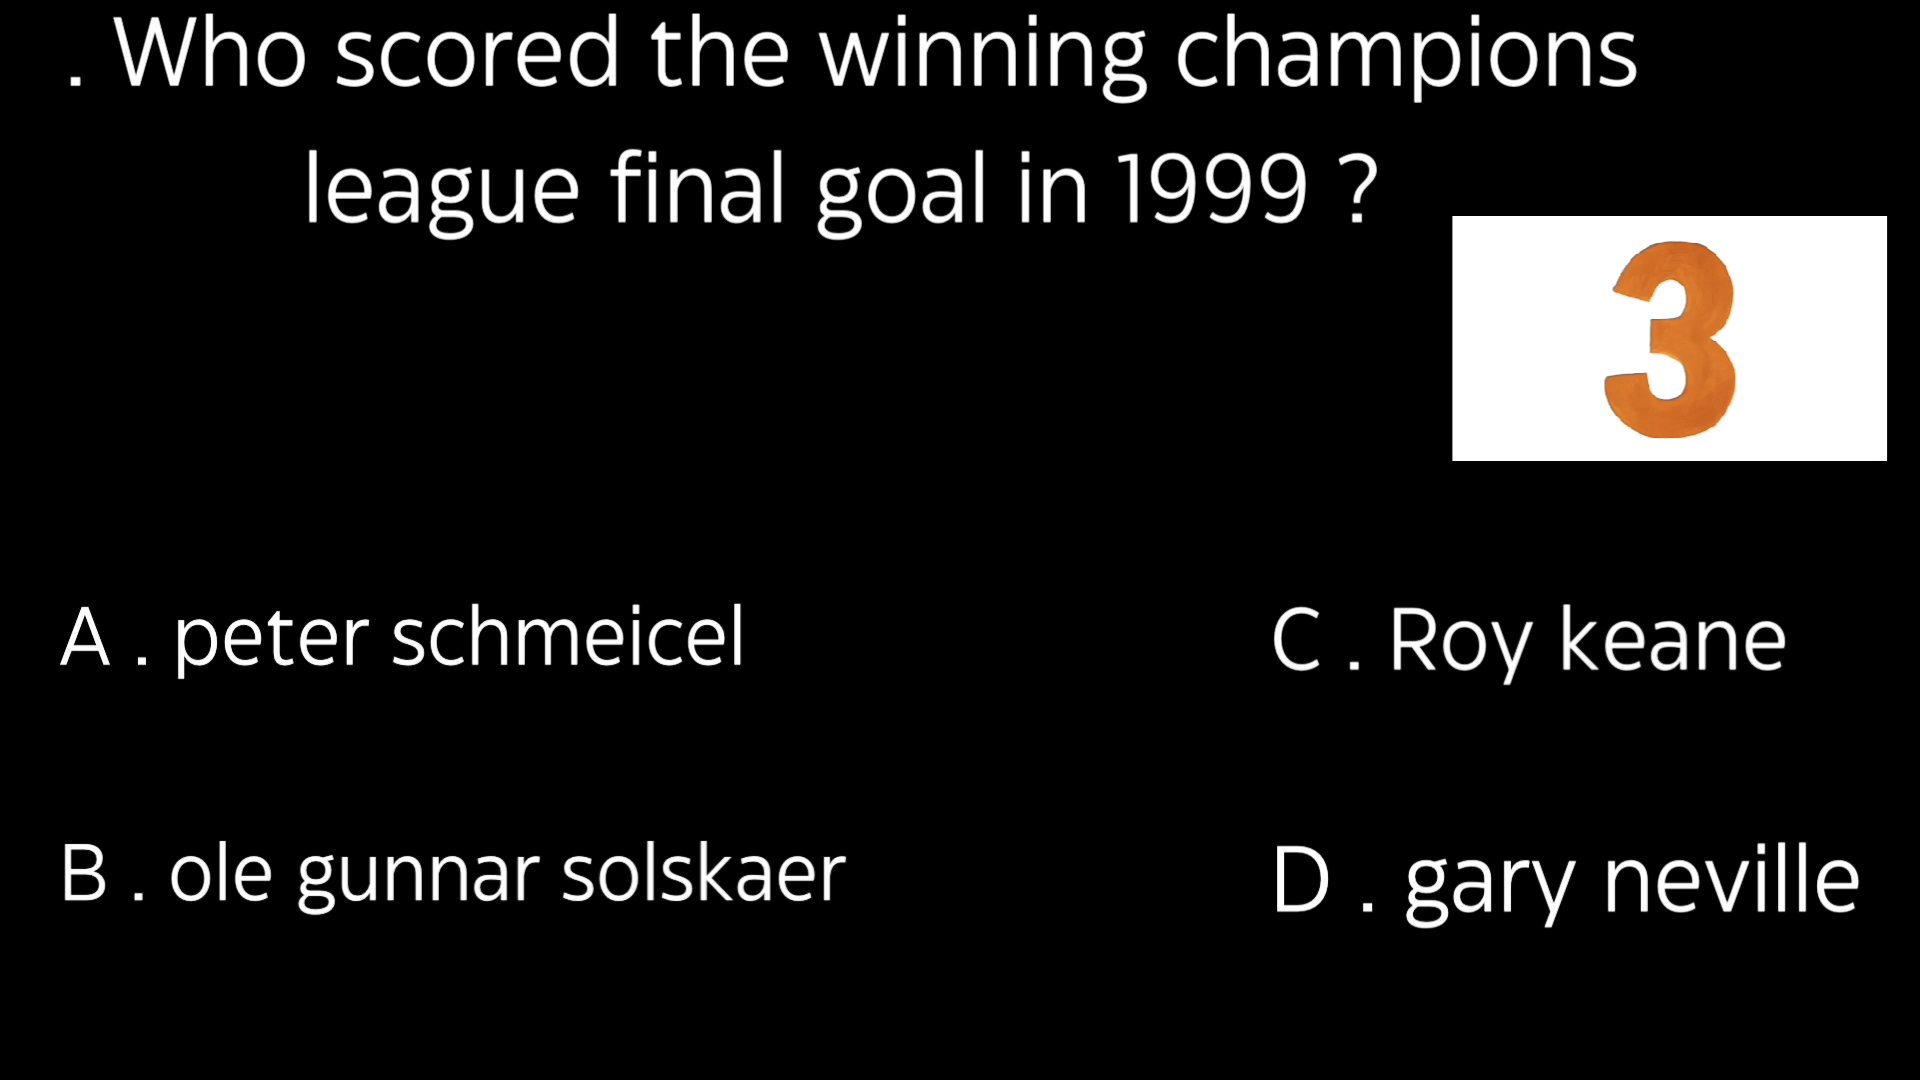 . Who scored the winning champions
league final goal in 1999 ?
3
A . peter schmeicel
C . Roy keane
B . ole gunnar solskaer
D . gary neville